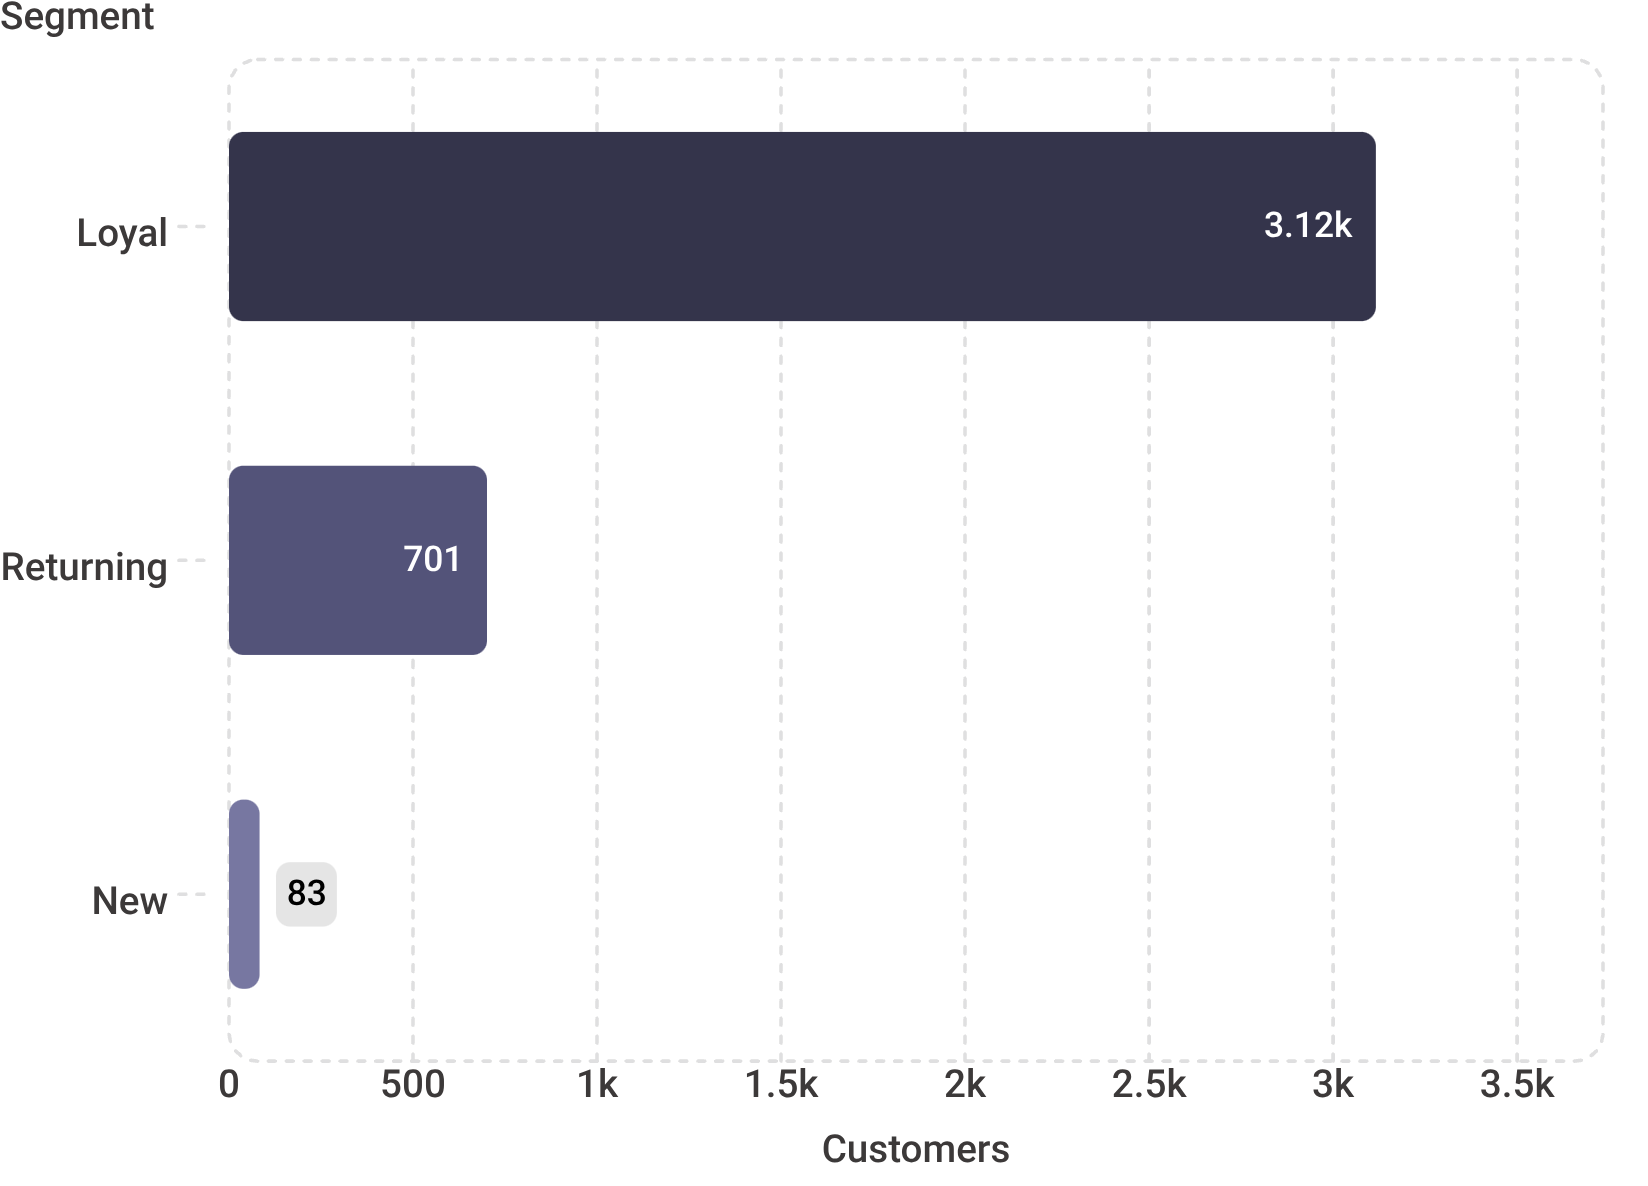 Segment
Loyal
3.12k
Returning
701
New
83
0 500 1k 1.5k 2k 2.5k 3k 3.5k
Customers